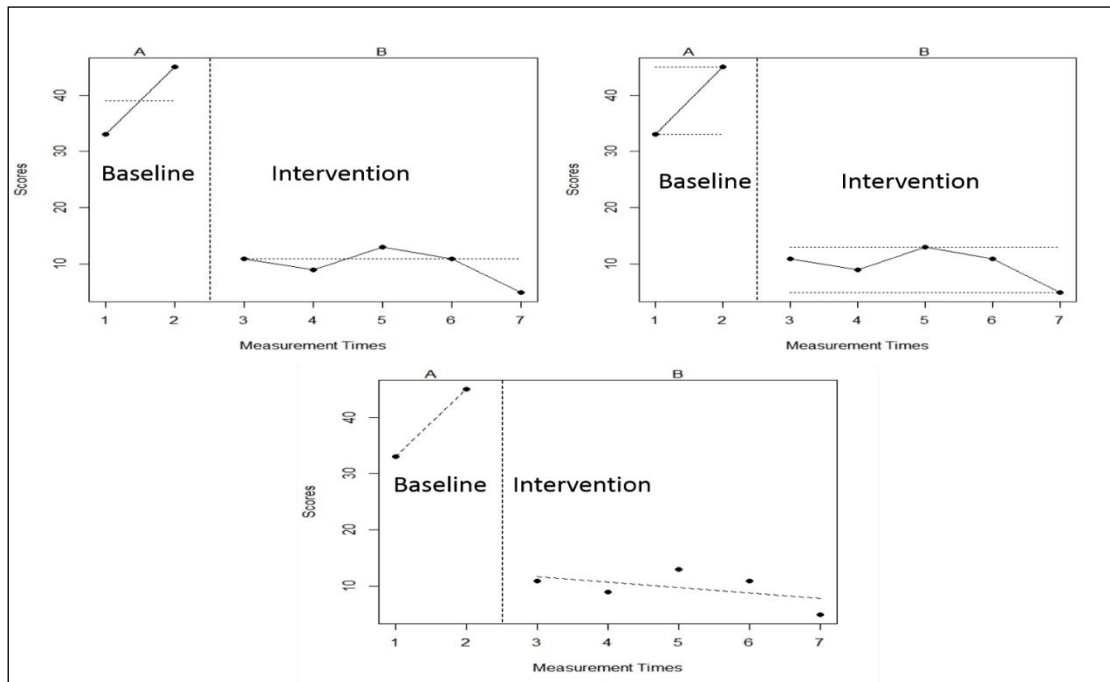 A B
40
30
20
10
Scores
Baseline Intervention
1 2 3 4 5 6 7
Measurement Times
A B
40
30
20
10
Scores
Baseline Intervention
1 2 3 4 5 6 7
Measurement Times
A B
40
30
20
10
Scores
Baseline Intervention
1 2 3 4 5 6 7
Measurement Times